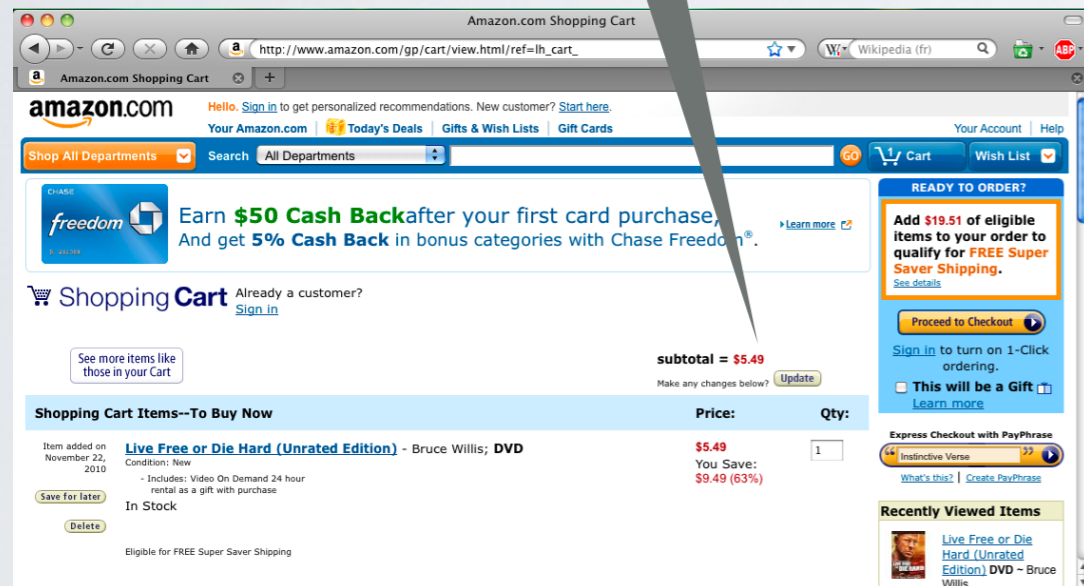 Amazon.com Shopping Cart
http://www.amazon.com/gp/cart/view.html/ref=lh_cart_
Wikipedia (fr)
ABP
Amazon.com Shopping Cart
amazon.com
Hello. Sign in to get personalized recommendations. New customer? Start here.
Your Amazon.com | Today's Deals | Gifts & Wish Lists | Gift Cards
Your Account | Help
Shop All Departments
Search All Departments
GO
1 Cart
Wish List
CHASE
freedom
Earn $50 Cash Back after your first card purchase,
And get 5% Cash Back in bonus categories with Chase Freedom®.
Learn more
READY TO ORDER?
Add $19.51 of eligible
items to your order to
qualify for FREE Super
Saver Shipping.
See details
Proceed to Checkout
Sign in to turn on 1-Click
ordering.
This will be a Gift
Learn more
Shopping Cart
Already a customer?
Sign in
See more items like
those in your Cart
subtotal = $5.49
Make any changes below? Update
Shopping Cart Items--To Buy Now
Price:
Qty:
Item added on
November 22,
2010
Save for later
Delete
Live Free or Die Hard (Unrated Edition) - Bruce Willis; DVD
Condition: New
- Includes: Video On Demand 24 hour
rental as a gift with purchase
In Stock
Eligible for FREE Super Saver Shipping
$5.49
You Save:
$9.49 (63%)
1
Express Checkout with PayPhrase
“ Instinctive Verse ”
What's this? | Create PayPhrase
Recently Viewed Items
Live Free or Die
Hard (Unrated
Edition) DVD ~ Bruce
Willis